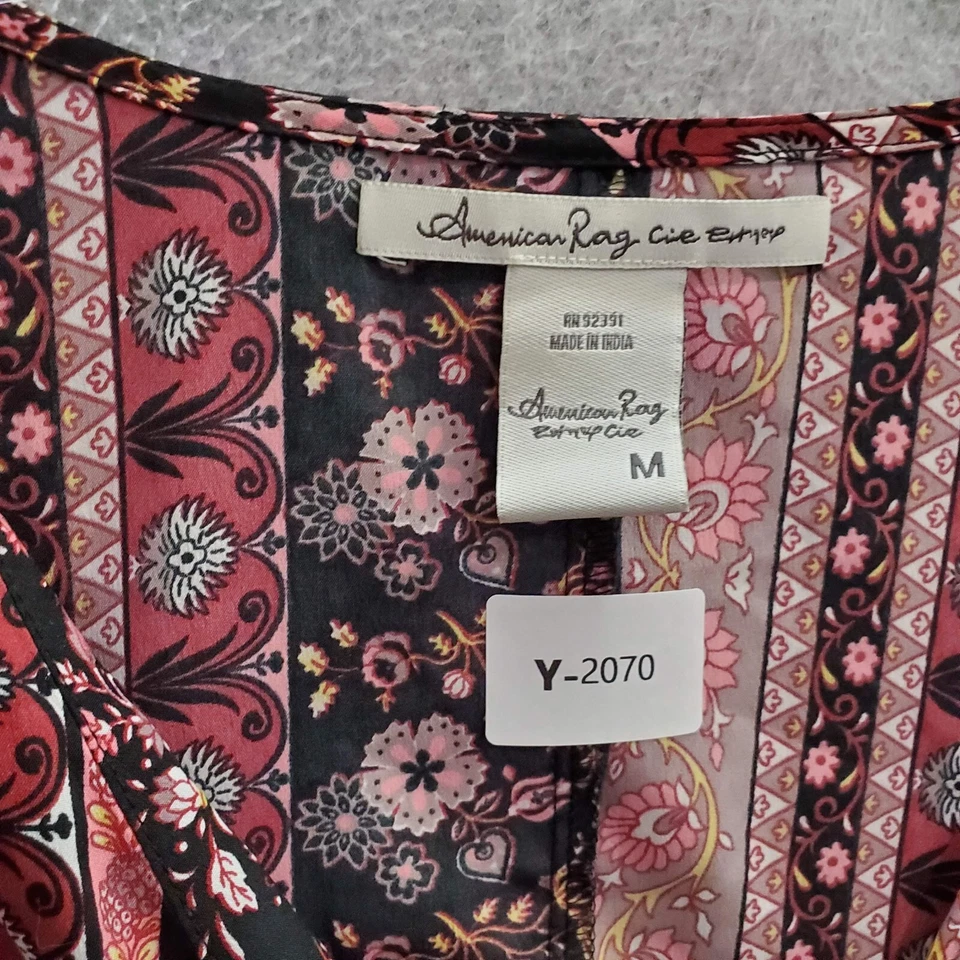 American Rag Cie Est 1984
RN 92391
MADE IN INDIA
American Rag
Est 1984 Cie
M
Y-2070